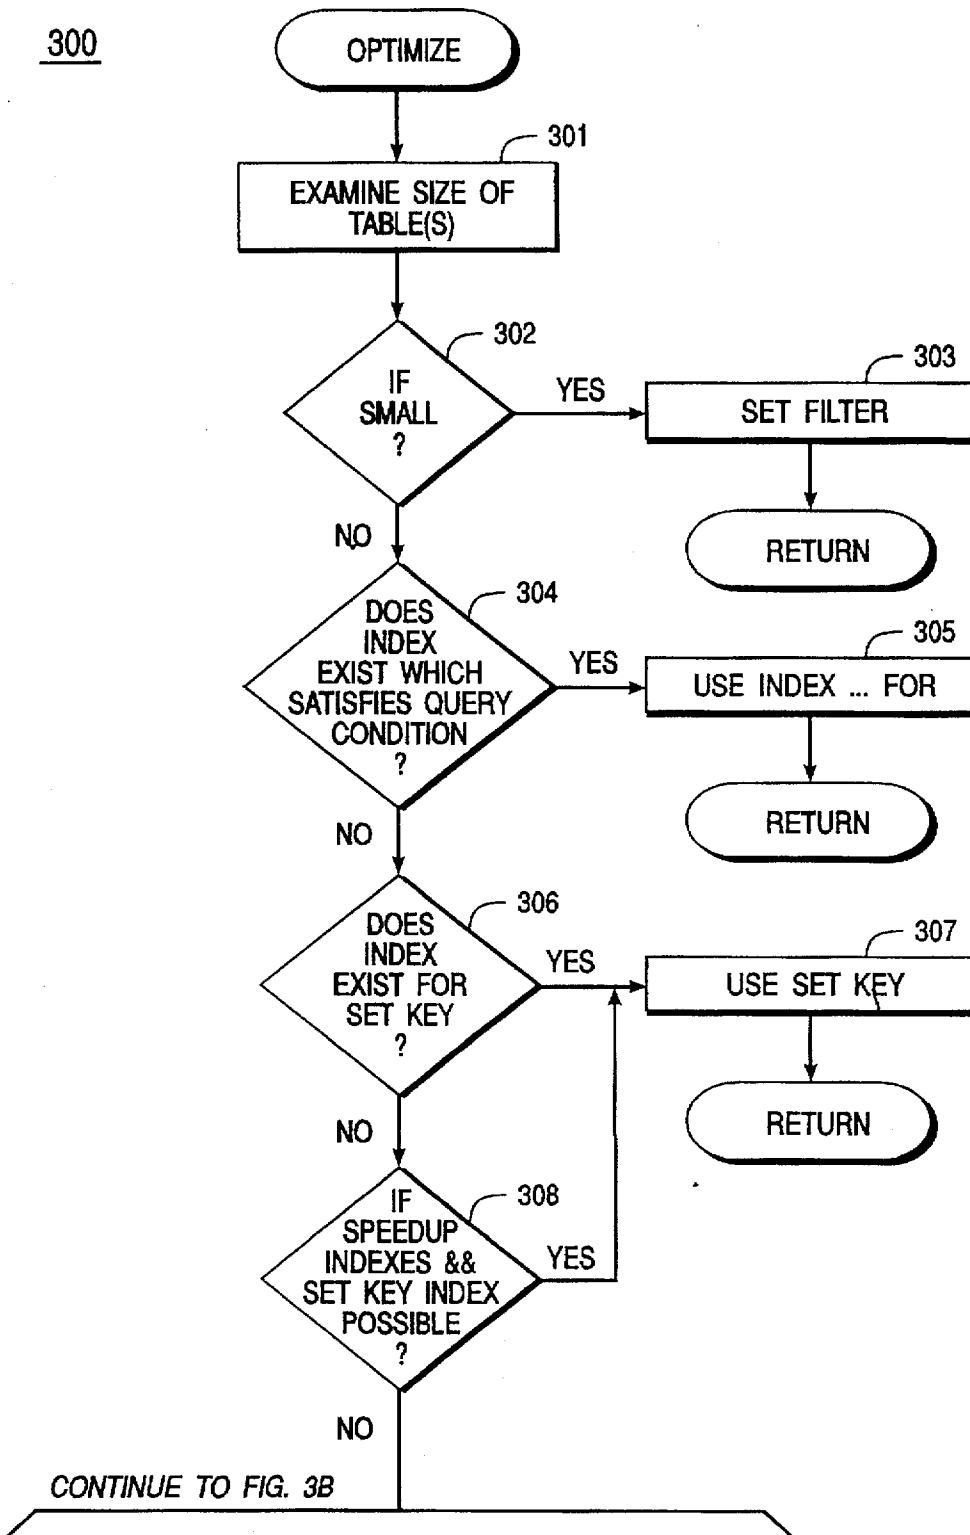 300
OPTIMIZE
301
EXAMINE SIZE OF
TABLE(S)
302
IF
SMALL
?
YES
303
SET FILTER
RETURN
NO
304
DOES
INDEX
EXIST WHICH
SATISFIES QUERY
CONDITION
?
YES
305
USE INDEX ... FOR
RETURN
NO
306
DOES
INDEX
EXIST FOR
SET KEY
?
YES
307
USE SET KEY
RETURN
NO
308
IF
SPEEDUP
INDEXES &&
SET KEY INDEX
POSSIBLE
?
YES
NO
CONTINUE TO FIG. 3B